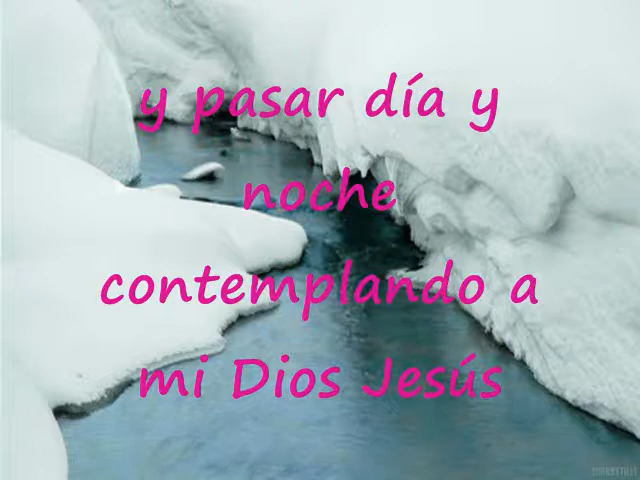 y pasar día y
noche
contemplando a
mi Dios Jesús